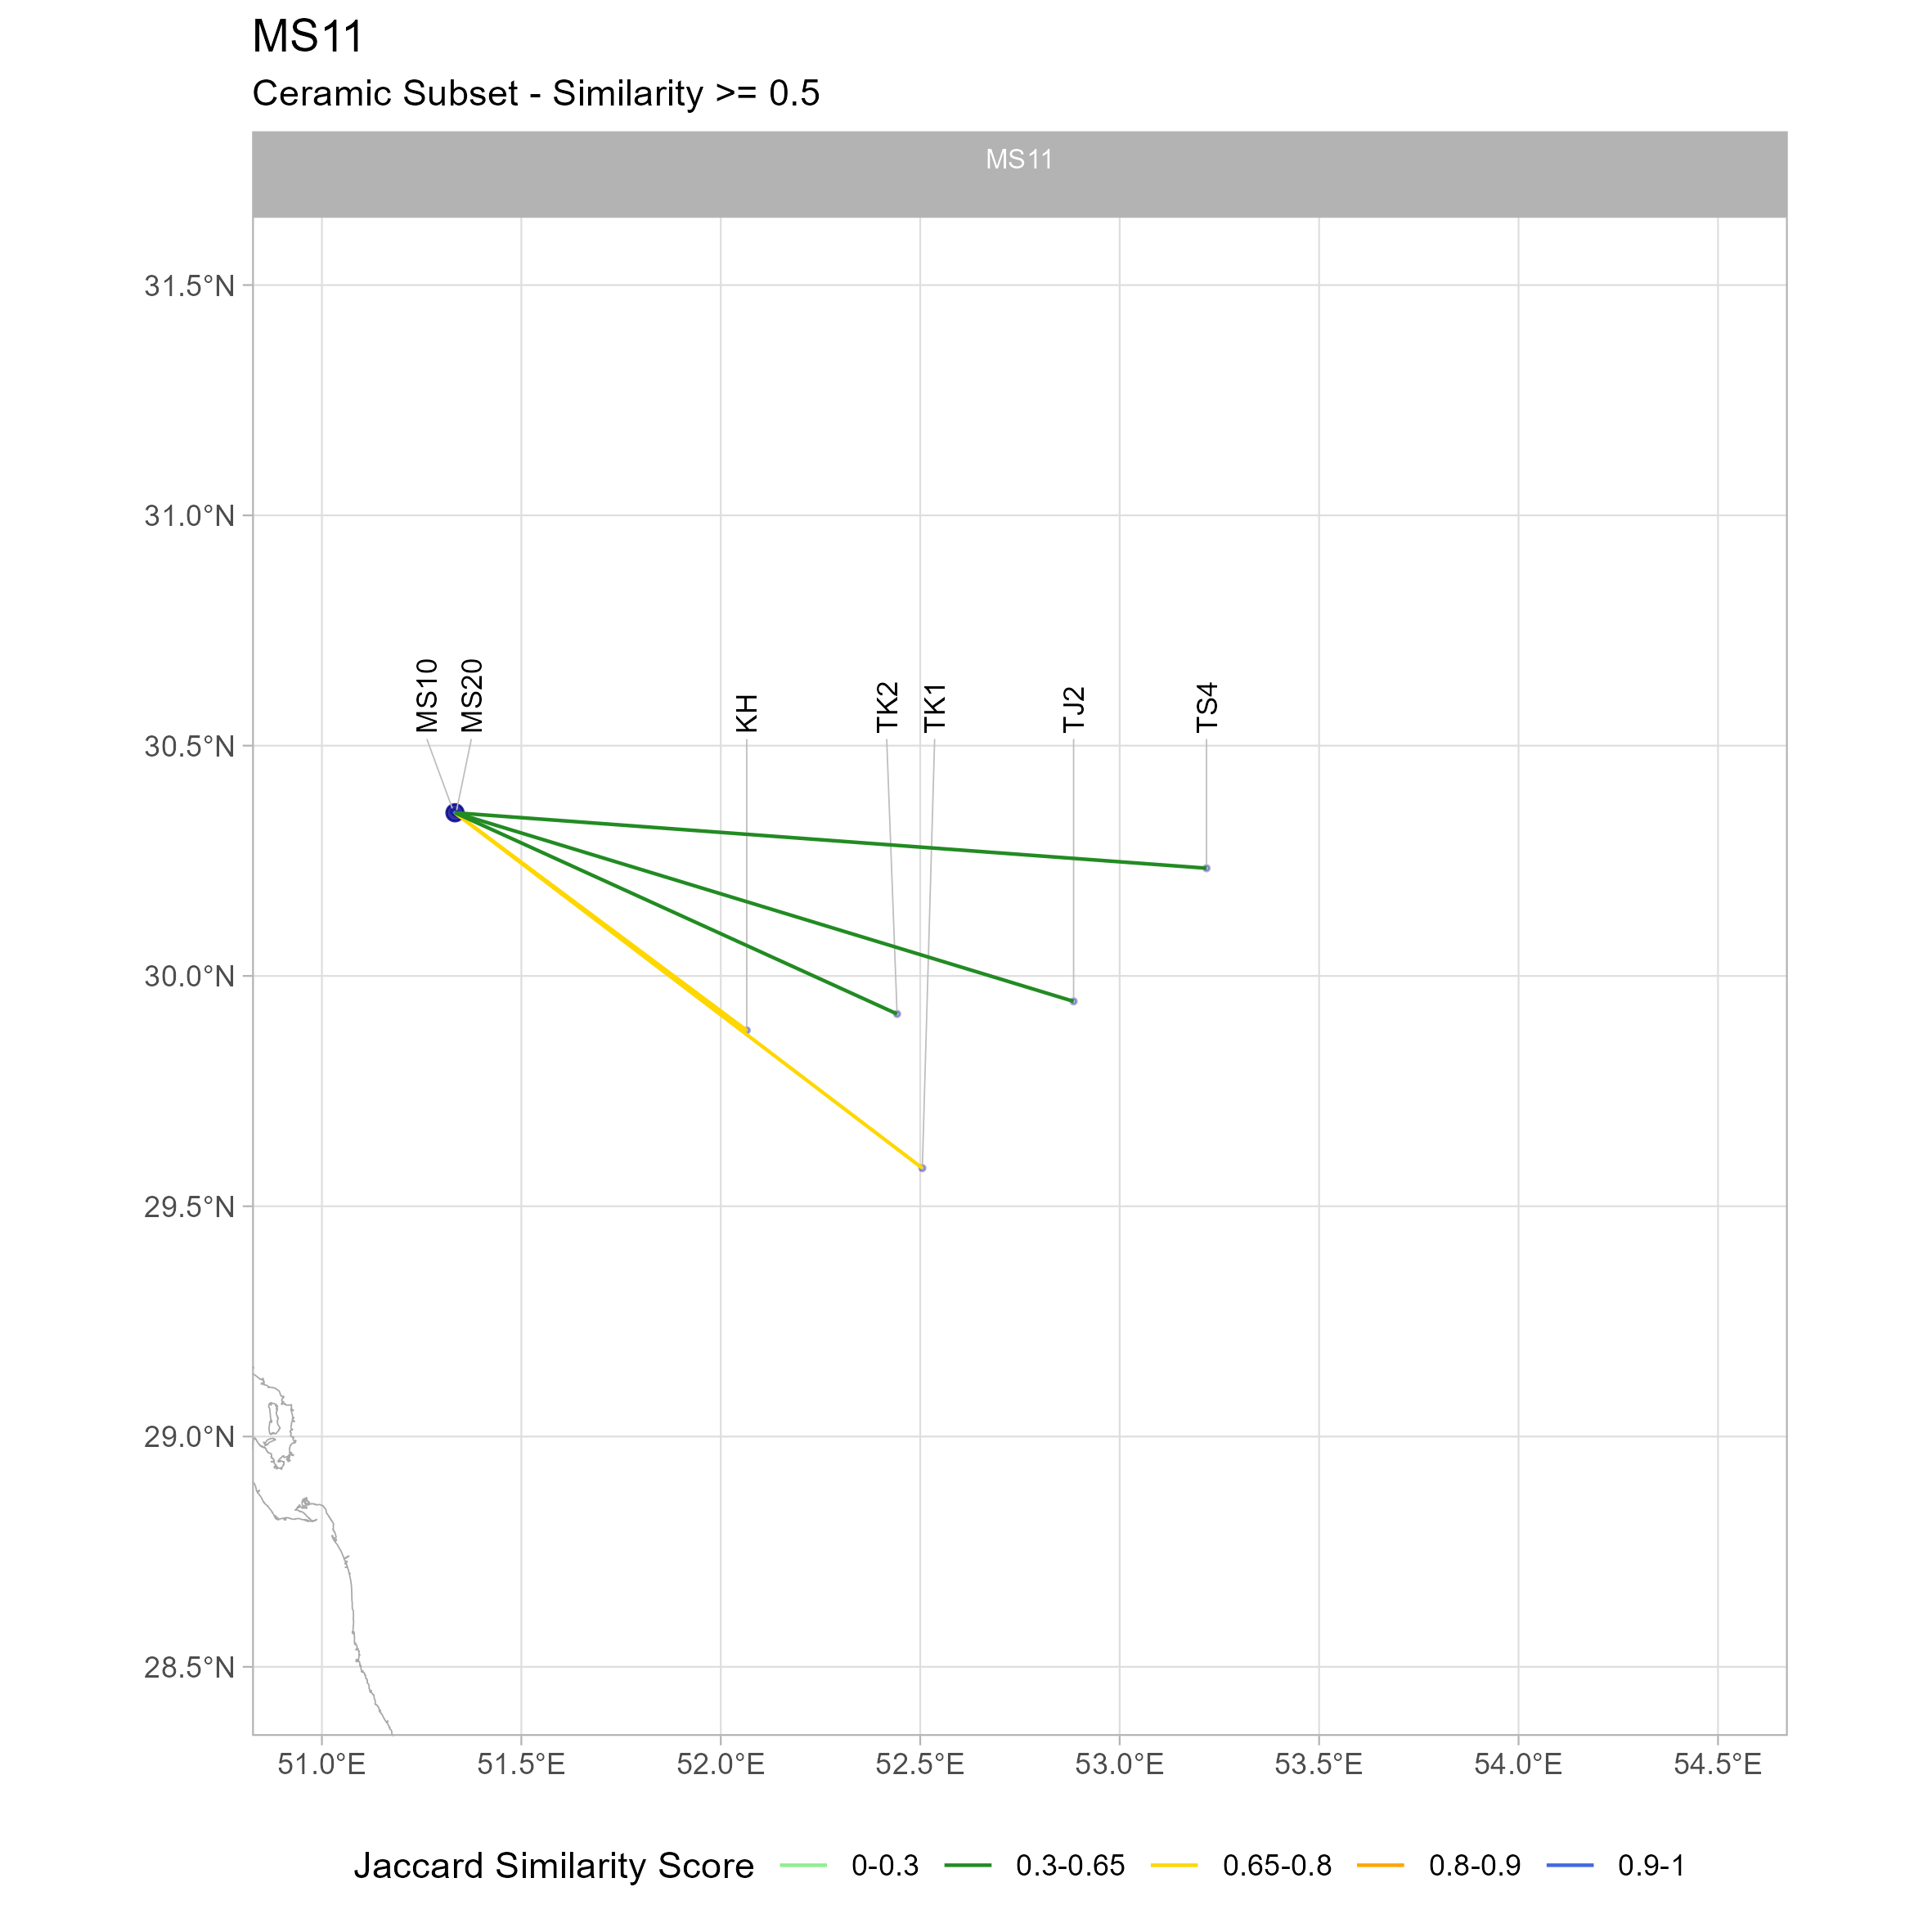 MS11
Ceramic Subset - Similarity >= 0.5
MS11
31.5°N
31.0°N
30.5°N
30.0°N
29.5°N
29.0°N
28.5°N
MS10
MS20
KH
TK2
TK1
TJ2
TS4
51.0°E 51.5°E 52.0°E 52.5°E 53.0°E 53.5°E 54.0°E 54.5°E
Jaccard Similarity Score 0-0.3 0.3-0.65 0.65-0.8 0.8-0.9 0.9-1